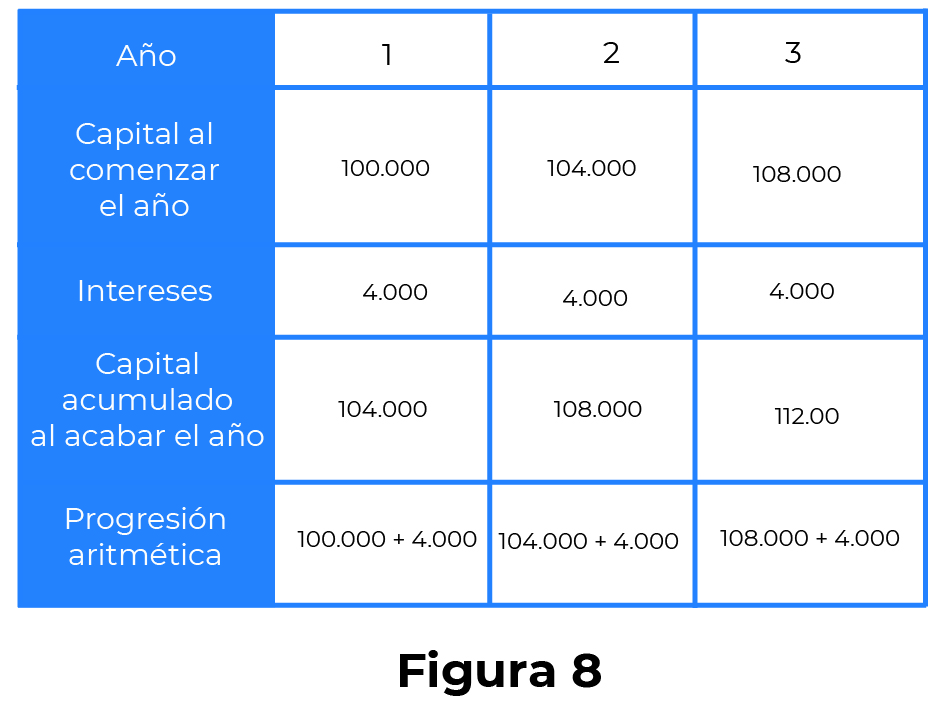 Año 1 2 3
Capital al
comenzar
el año
100.000 104.000 108.000
Intereses 4.000 4.000 4.000
Capital
acumulado
al acabar el año
104.000 108.000 112.00
Progresión
aritmética
100.000 + 4.000 104.000 + 4.000 108.000 + 4.000
Figura 8